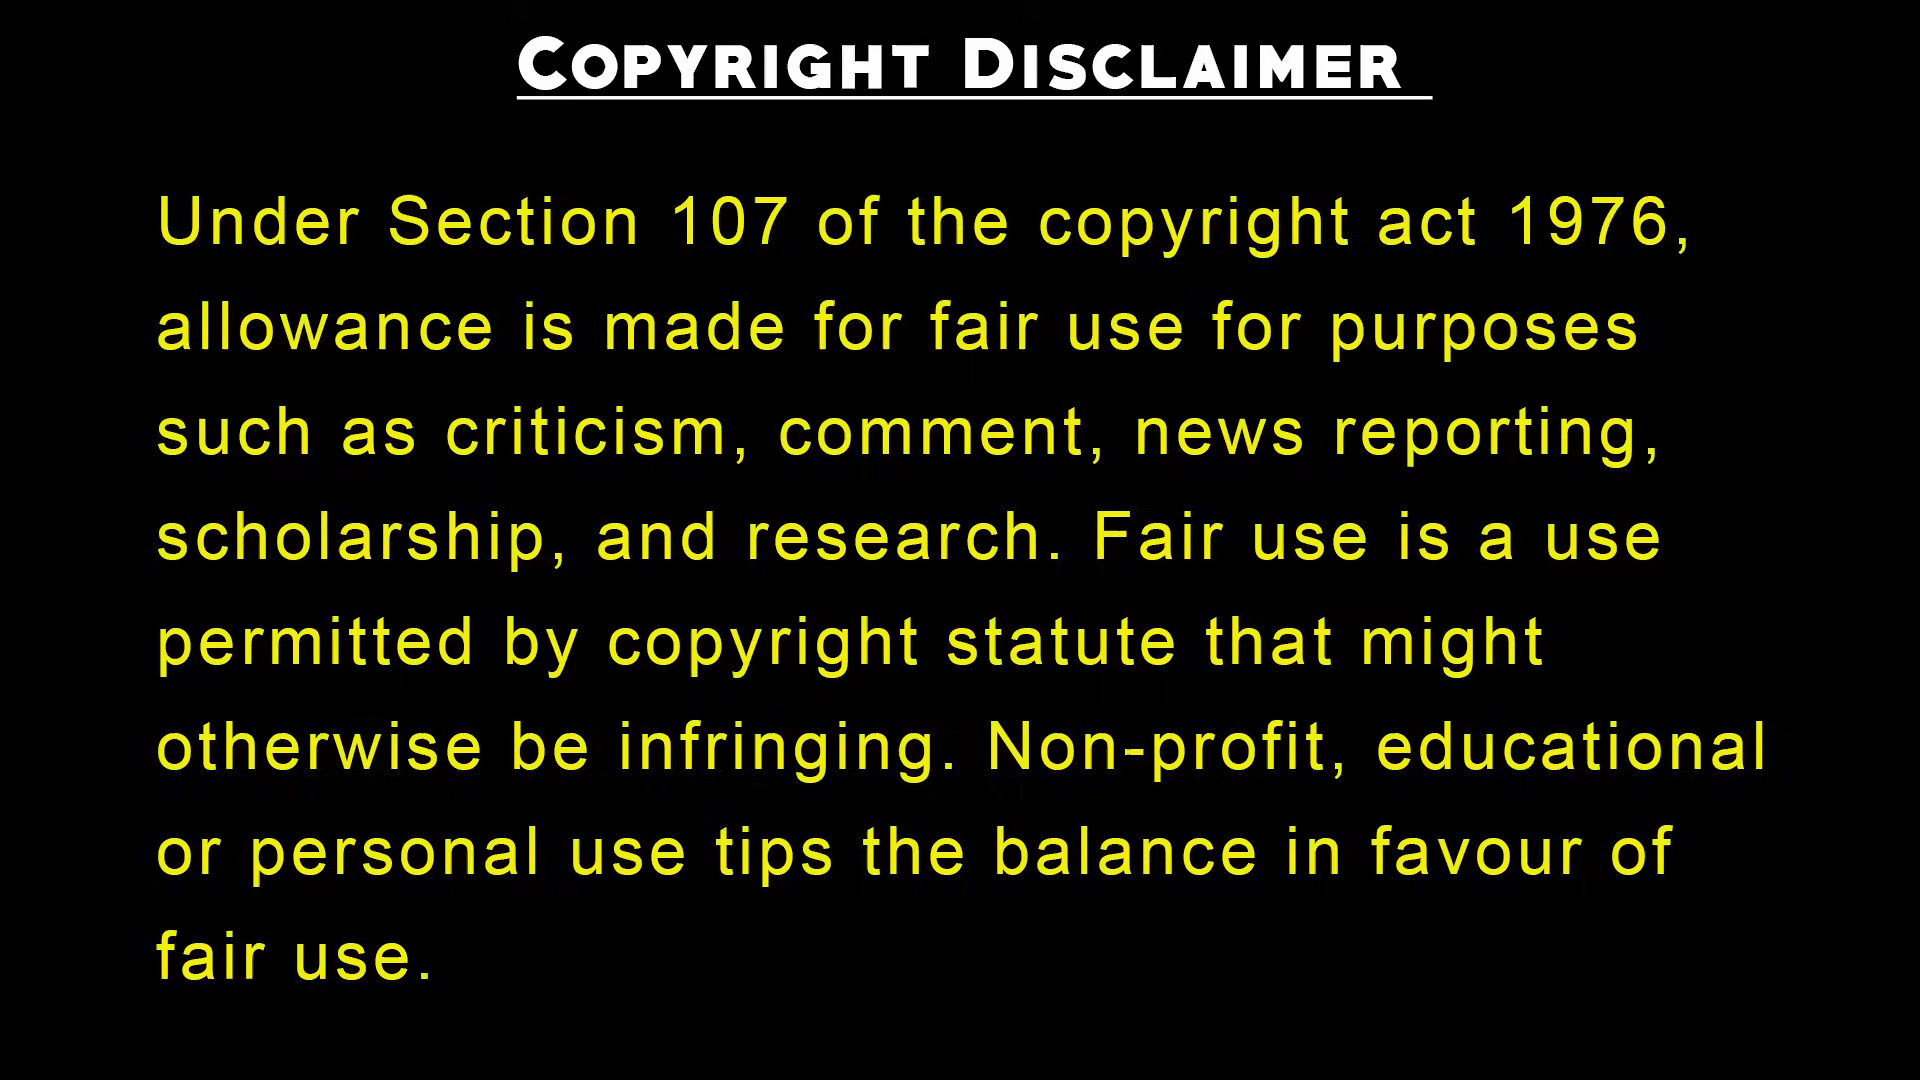 Copyright Disclaimer
Under Section 107 of the copyright act 1976,
allowance is made for fair use for purposes
such as criticism, comment, news reporting,
scholarship, and research. Fair use is a use
permitted by copyright statute that might
otherwise be infringing. Non-profit, educational
or personal use tips the balance in favour of
fair use.